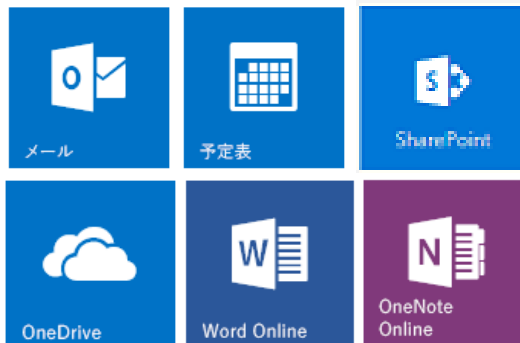 メール
予定表
SharePoint
OneDrive
Word Online
OneNote
Online